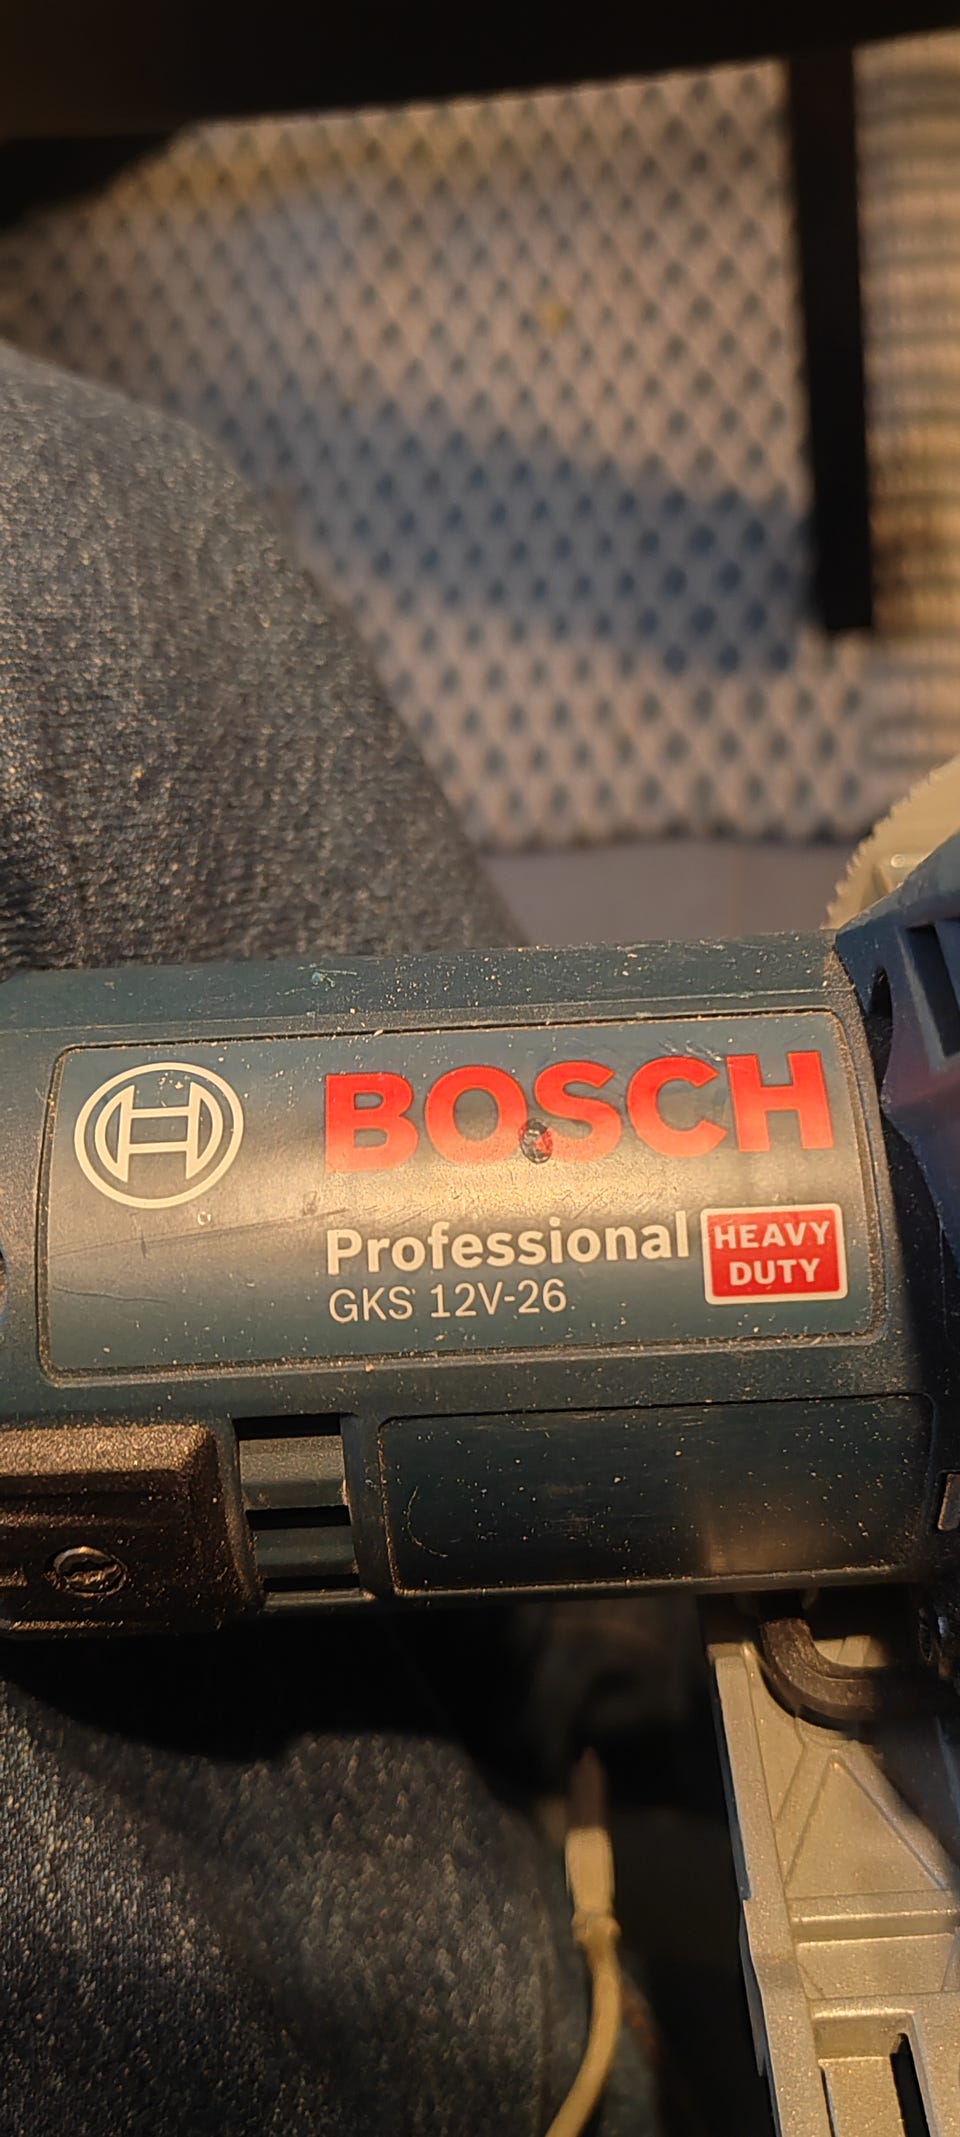 BOSCH
Professional
GKS 12V-26
HEAVY
DUTY